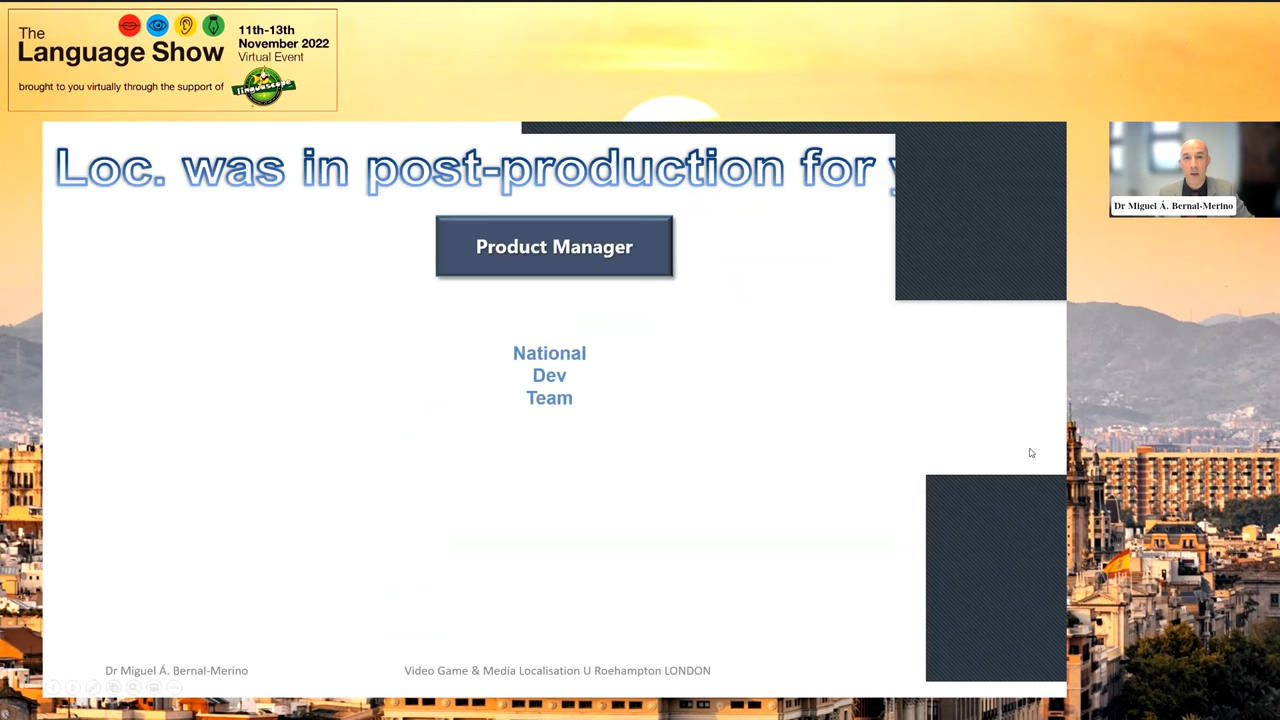 The
Language Show
11th-13th
November 2022
Virtual Event
brought to you virtually through the support of
linguascope
Loc. was in post-production for
Dr Miguel Á. Bernal-Merino
Product Manager
National
Dev
Team
Dr Miguel Á. Bernal-Merino
Video Game & Media Localisation U Roehampton LONDON